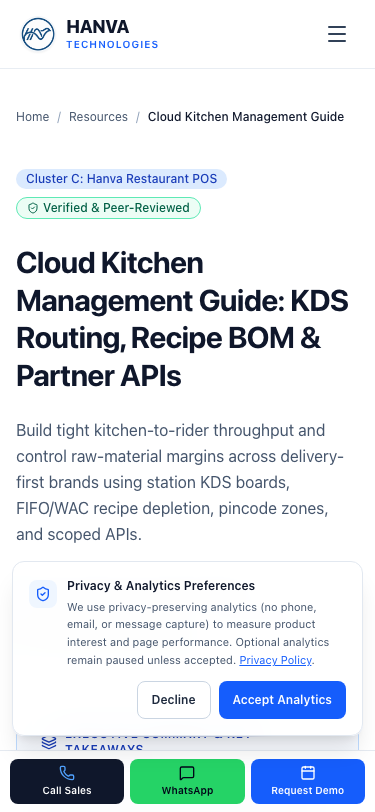 HANVA
TECHNOLOGIES
Home / Resources / Cloud Kitchen Management Guide
Cluster C: Hanva Restaurant POS
Verified & Peer-Reviewed
Cloud Kitchen
Management Guide: KDS
Routing, Recipe BOM &
Partner APIs
Build tight kitchen-to-rider throughput and
control raw-material margins across delivery-
first brands using station KDS boards,
FIFO/WAC recipe depletion, pincode zones,
and scoped APIs.
Privacy & Analytics Preferences
We use privacy-preserving analytics (no phone,
email, or message capture) to measure product
interest and page performance. Optional analytics
remain paused unless accepted. Privacy Policy.
Decline
Accept Analytics
EXECUTIVE SUMMARY & KEY
TAKEAWAYS
Call Sales
WhatsApp
Request Demo